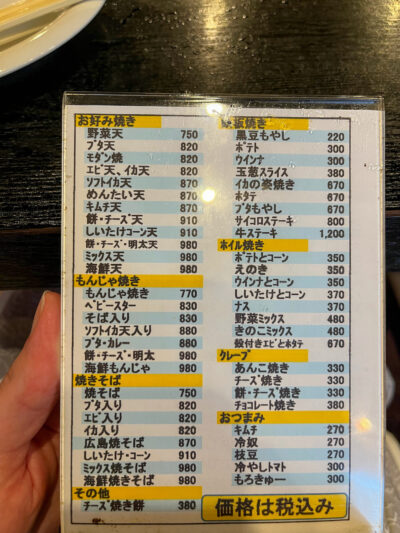 お好み焼き
野菜天 750
ブタ天 820
モダン焼 820
エビ天、イカ天 820
ソフトイカ天 870
めんたい天 870
キムチ天 870
餅・チーズ天 910
しいたけコーン天 910
餅・チーズ・明太天 980
ミックス天 980
海鮮天 980
もんじゃ焼き
もんじゃ焼き 770
ベビースター 830
そば入り 830
ソフトイカ天入り 880
ブタ・カレー 880
餅・チーズ・明太 980
海鮮もんじゃ 980
焼きそば
焼そば 750
ブタ入り 820
エビ入り 820
イカ入り 820
広島焼そば 870
しいたけ・コーン 910
ミックス焼そば 980
海鮮焼きそば 980
その他
チーズ焼き餅 380
鉄板焼き
黒豆もやし 220
ポテト 300
ウインナ 300
玉葱スライス 380
イカの姿焼き 670
ホタテ 670
ブタもやし 670
サイコロステーキ 800
牛ステーキ 1,200
ホイル焼き
ポテトとコーン 350
えのき 350
ウインナとコーン 350
しいたけとコーン 370
ナス 370
野菜ミックス 480
きのこミックス 480
殻付きエビとホタテ 670
クレープ
あんこ焼き 330
チーズ焼き 330
餅・チーズ焼き 330
チョコレート焼き 380
おつまみ
キムチ 270
冷奴 270
枝豆 270
冷やしトマト 300
もろきゅー 300
価格は税込み